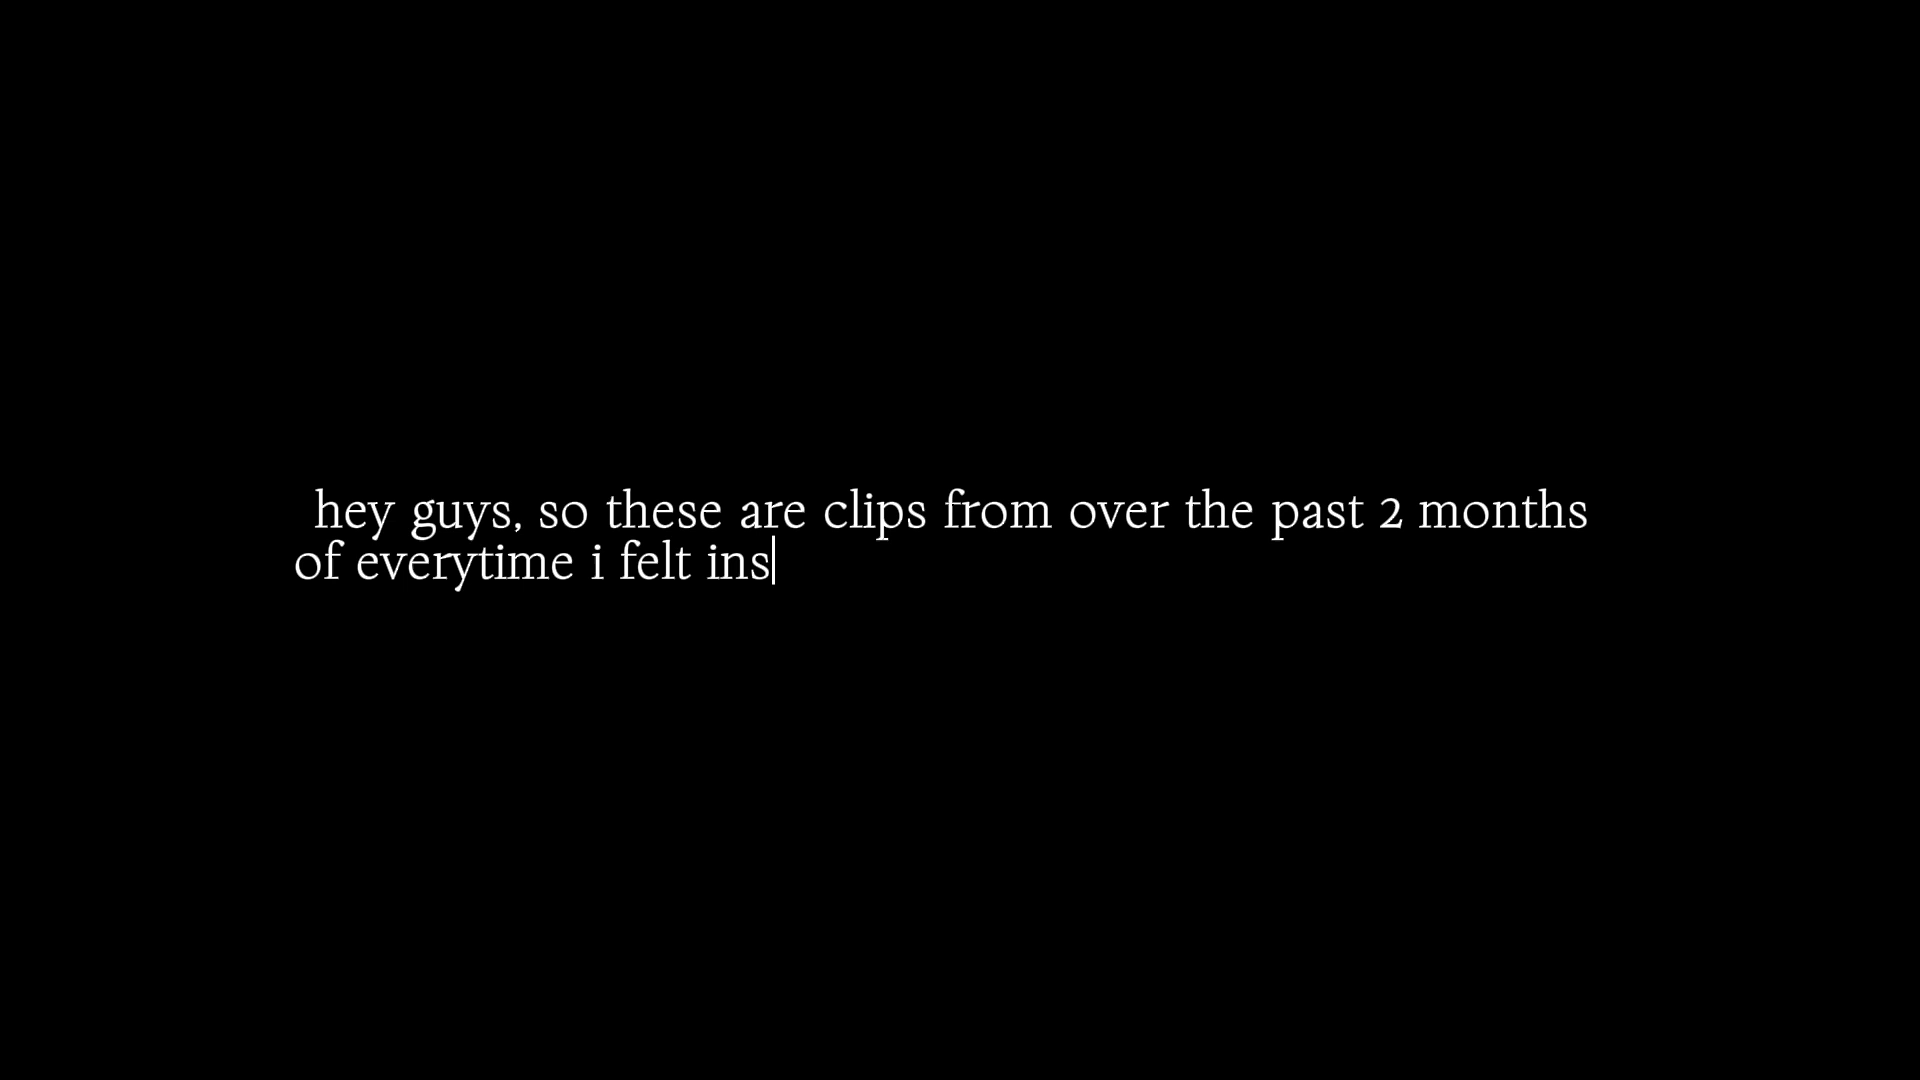 hey guys, so these are clips from over the past 2 months
of everytime i felt ins